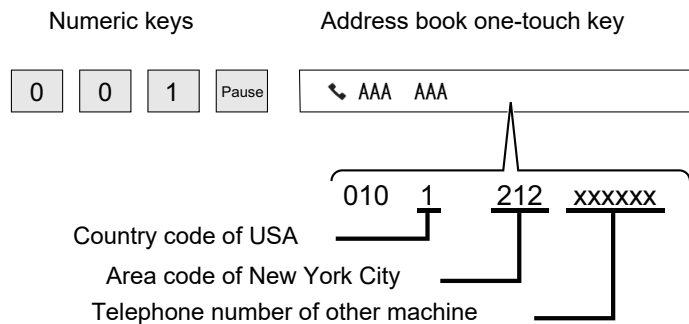 Numeric keys Address book one-touch key
0 0 1 Pause AAA AAA
010 1 212 xxxxxx
Country code of USA
Area code of New York City
Telephone number of other machine